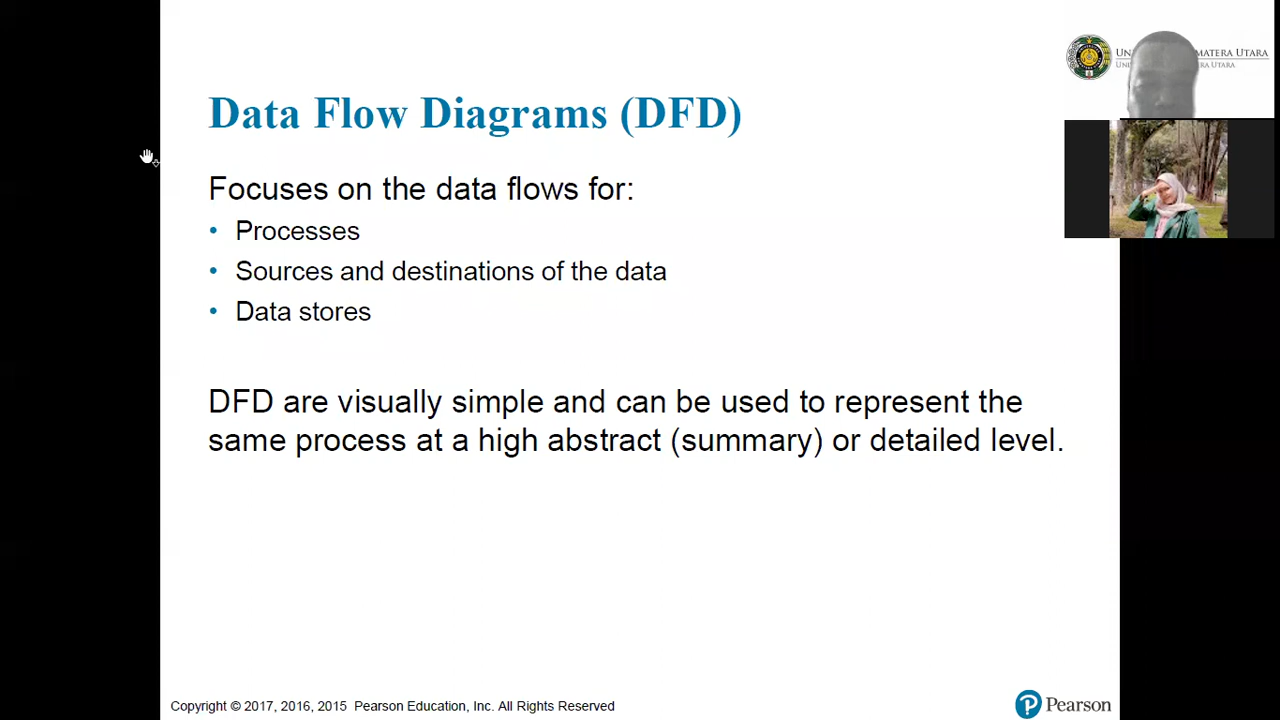 MATERA UTARA
UTARA
Data Flow Diagrams (DFD)
Focuses on the data flows for:
• Processes
• Sources and destinations of the data
• Data stores
DFD are visually simple and can be used to represent the
same process at a high abstract (summary) or detailed level.
Copyright © 2017, 2016, 2015 Pearson Education, Inc. All Rights Reserved
Pearson